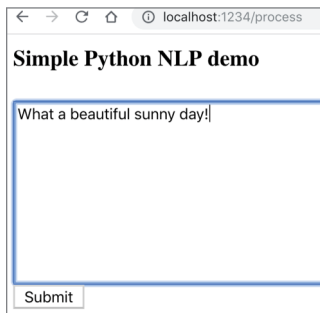 localhost:1234/process
Simple Python NLP demo
What a beautiful sunny day!
Submit